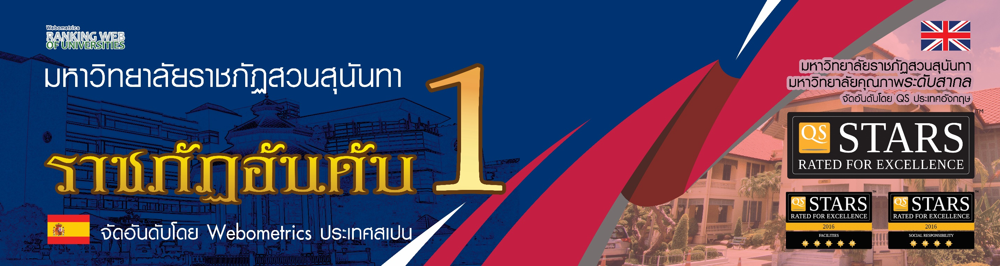 Webometrics
RANKING WEB
OF UNIVERSITIES
มหาวิทยาลัยราชภัฏสวนสุนันทา
ราชภัฏอันดับ 1
จัดอันดับโดย Webometrics ประเทศสเปน
มหาวิทยาลัยราชภัฏสวนสุนันทา
มหาวิทยาลัยคุณภาพระดับสากล
จัดอันดับโดย QS ประเทศอังกฤษ
QS STARS TM
RATED FOR EXCELLENCE
QS STARS TM
RATED FOR EXCELLENCE
2016
FACILITIES
QS STARS TM
RATED FOR EXCELLENCE
2016
SOCIAL RESPONSIBILITY